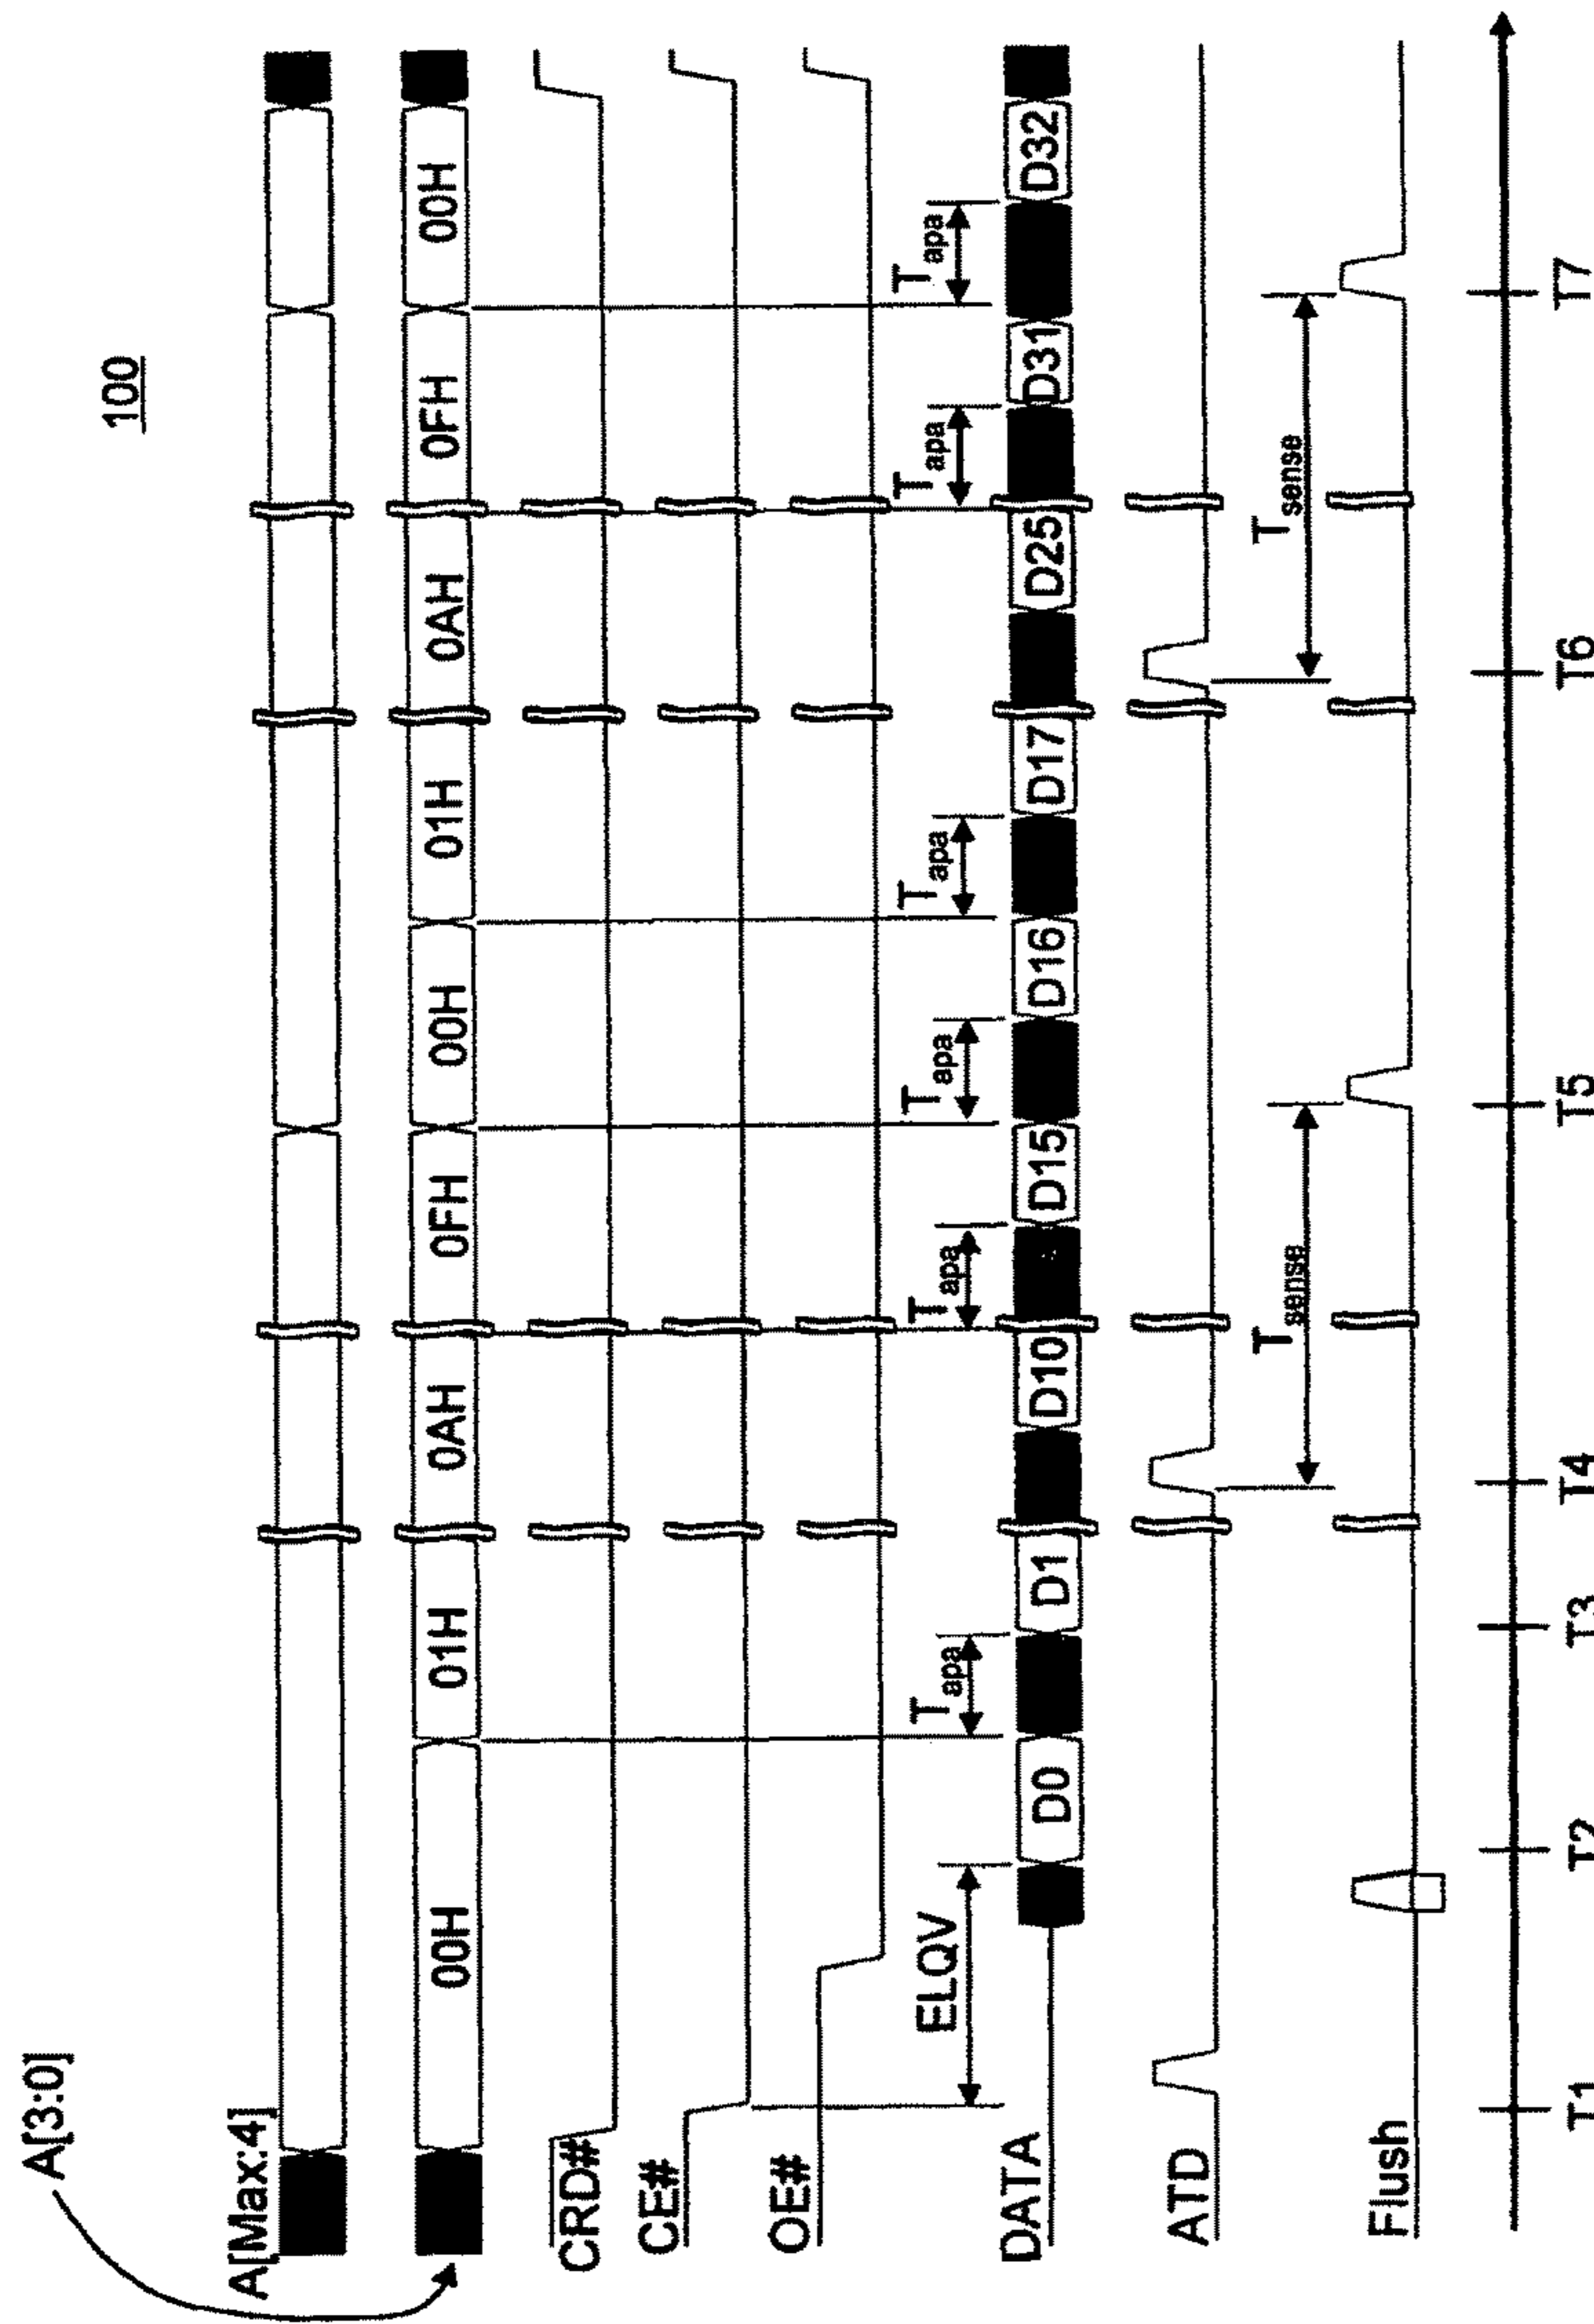 100
A[3:0]
A[Max:4]
00H 01H 0AH 0FH 00H 01H 0AH 0FH 00H
CRD#
CE#
OE#
ELQV Tapa Tapa Tapa Tapa Tapa Tapa
DATA D0 D1 D10 D15 D16 D17 D25 D31 D32
ATD
Tsense Tsense
Flush
T1 T2 T3 T4 T5 T6 T7